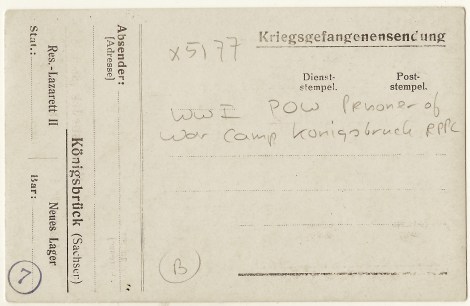 Kriegsgefangenensendung
x5177
Dienst-
stempel.
Post-
stempel.
WWI POW Prisoner of
War camp Konigsbruck RPPC
B
Absender:
(Adresse)
Königsbrück (Sachsen)
Res.-Lazarett II
Neues Lager
Stat.:
Bar:
7